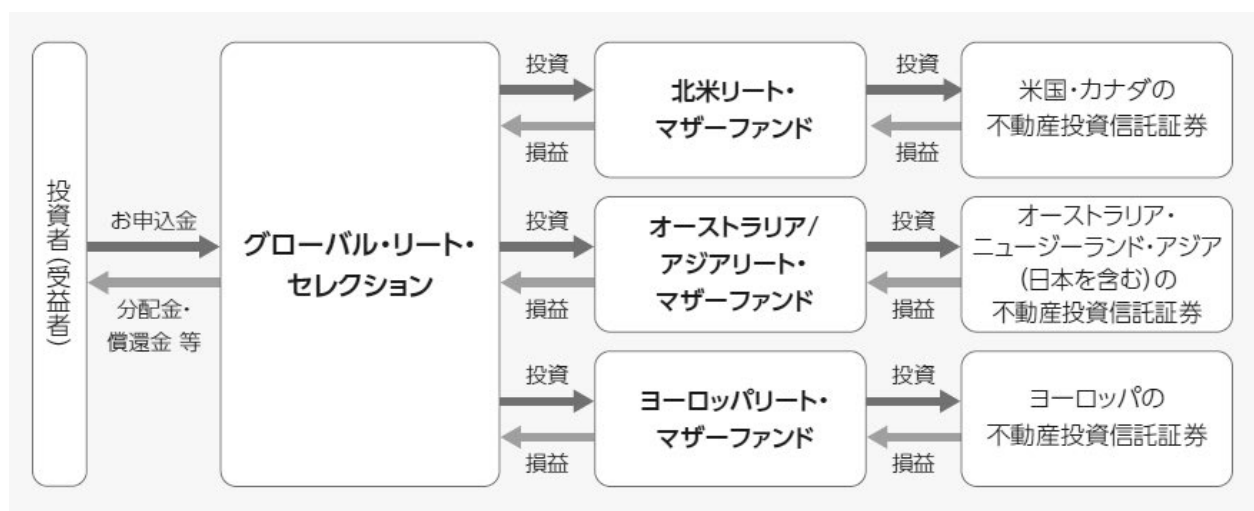 投資者（受益者）
お申込金
分配金・
償還金 等
グローバル・リート・
セレクション
投資
損益
北米リート・
マザーファンド
投資
損益
米国・カナダの
不動産投資信託証券
投資
損益
オーストラリア/
アジアリート・
マザーファンド
投資
損益
オーストラリア・
ニュージーランド・アジア
(日本を含む)の
不動産投資信託証券
投資
損益
ヨーロッパリート・
マザーファンド
投資
損益
ヨーロッパの
不動産投資信託証券